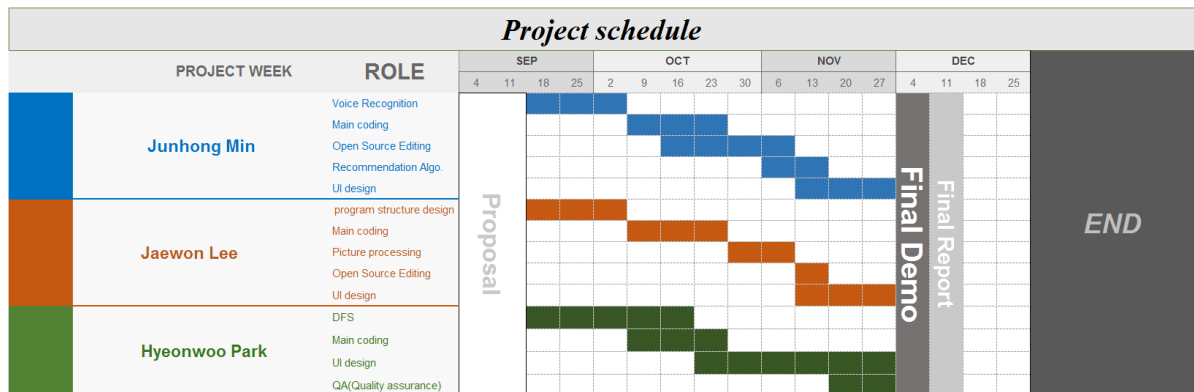 Project schedule
PROJECT WEEK ROLE SEP OCT NOV DEC
4 11 18 25 2 9 16 23 30 6 13 20 27 4 11 18 25
Junhong Min
Voice Recognition
Main coding
Open Source Editing
Recommendation Algo.
UI design
Jaewon Lee
program structure design
Main coding
Picture processing
Open Source Editing
UI design
Hyeonwoo Park
DFS
Main coding
UI design
QA(Quality assurance)
Proposal
Final Demo
Final Report
END